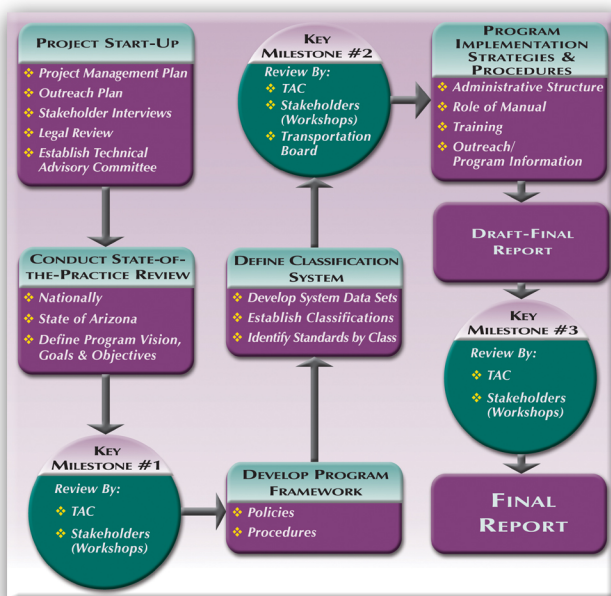 PROJECT START-UP
❖ Project Management Plan
❖ Outreach Plan
❖ Stakeholder Interviews
❖ Legal Review
❖ Establish Technical
Advisory Committee
CONDUCT STATE-OF-
THE-PRACTICE REVIEW
❖ Nationally
❖ State of Arizona
❖ Define Program Vision,
Goals & Objectives
KEY
MILESTONE #1
Review By:
❖ TAC
❖ Stakeholders
(Workshops)
DEVELOP PROGRAM
FRAMEWORK
❖ Policies
❖ Procedures
DEFINE CLASSIFICATION
SYSTEM
❖ Develop System Data Sets
❖ Establish Classifications
❖ Identify Standards by Class
KEY
MILESTONE #2
Review By:
❖ TAC
❖ Stakeholders
(Workshops)
❖ Transportation
Board
PROGRAM
IMPLEMENTATION
STRATEGIES &
PROCEDURES
❖ Administrative Structure
❖ Role of Manual
❖ Training
❖ Outreach/
Program Information
DRAFT-FINAL
REPORT
KEY
MILESTONE #3
Review By:
❖ TAC
❖ Stakeholders
(Workshops)
FINAL
REPORT